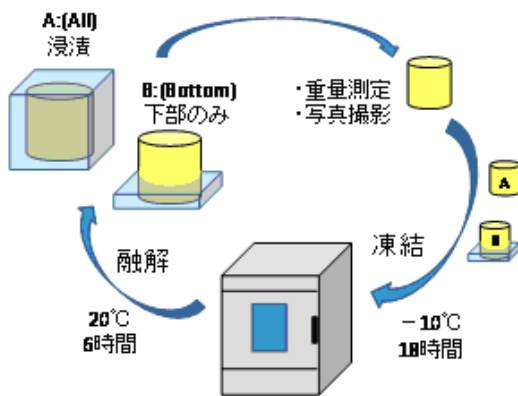 A:(All)
浸漬
B:(Bottom)
下部のみ
・重量測定
・写真撮影
A
B
凍結
－10℃
18時間
融解
20℃
6時間